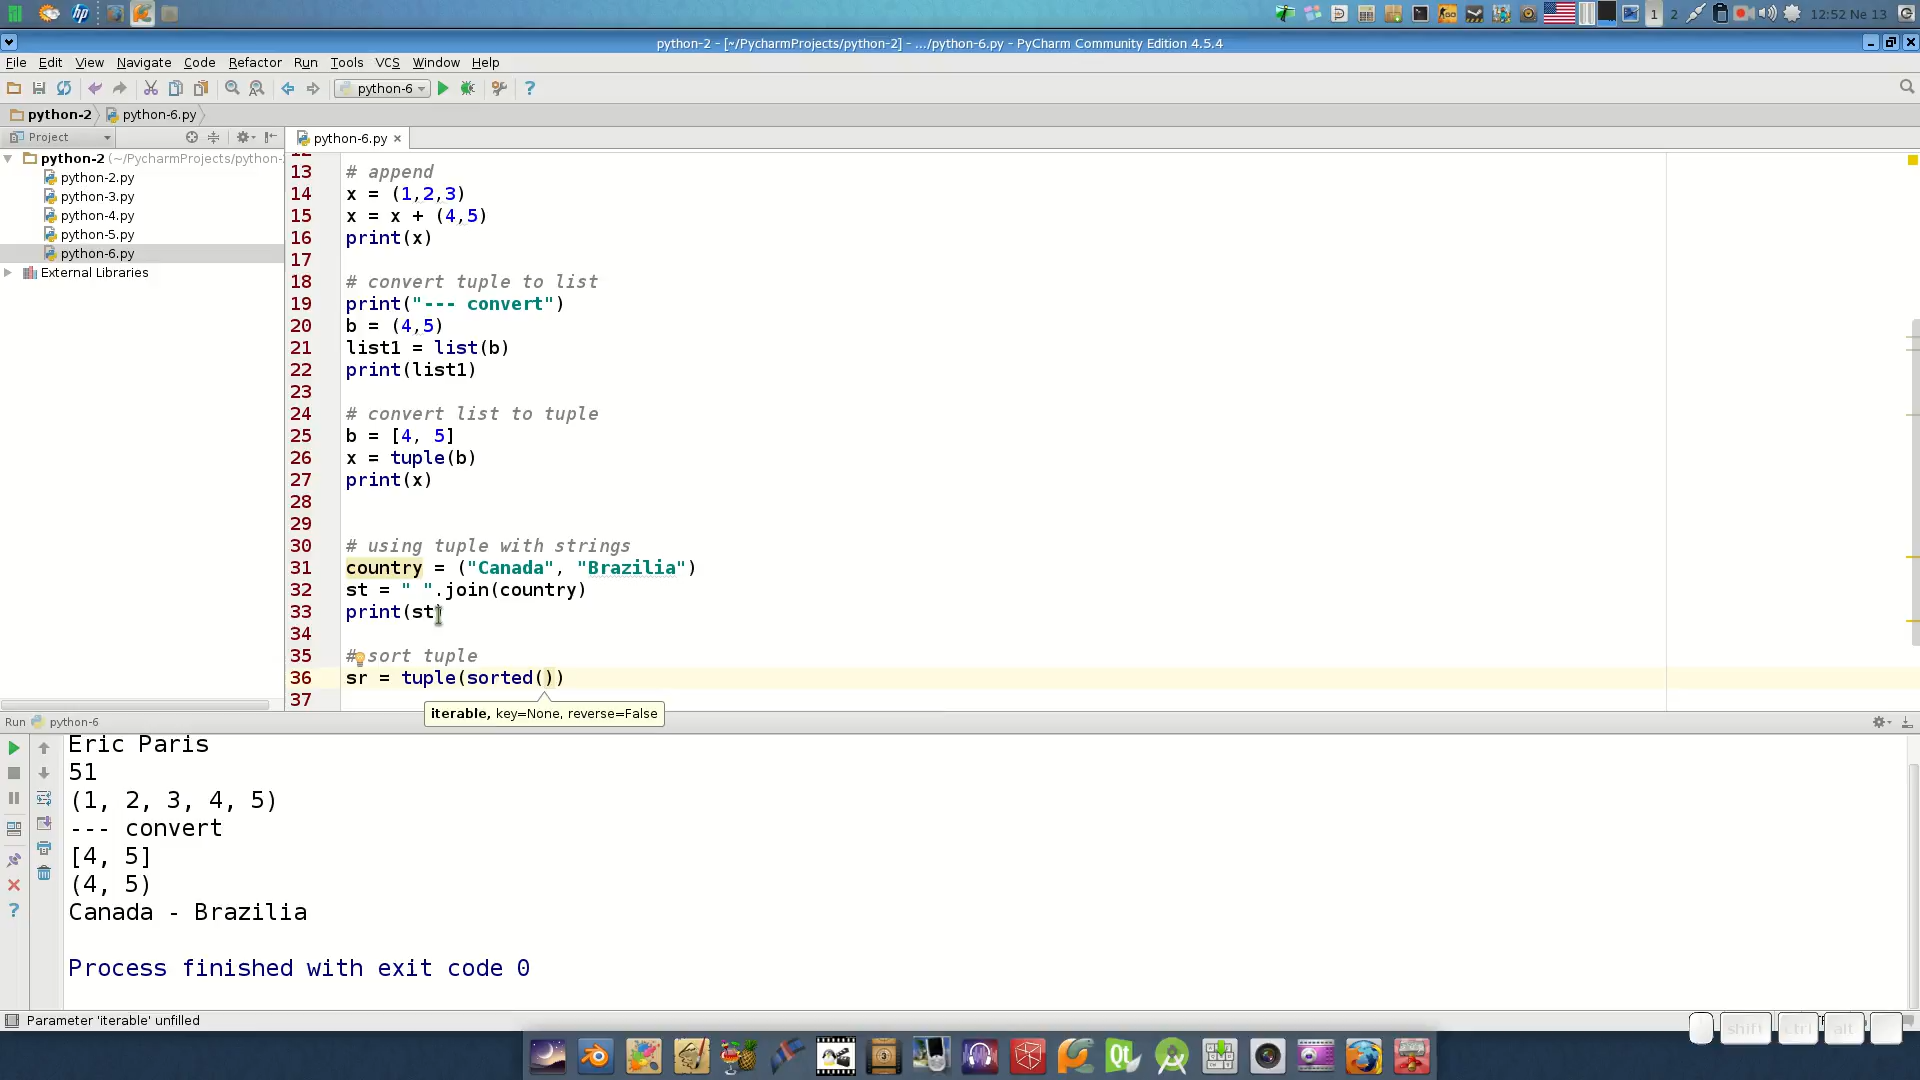 12:52 Ne 13
python-2 - [~/PycharmProjects/python-2] - .../python-6.py - PyCharm Community Edition 4.5.4
File Edit View Navigate Code Refactor Run Tools VCS Window Help
python-6
python-2 python-6.py
Project
python-6.py
python-2 (~/PycharmProjects/python-
python-2.py
python-3.py
python-4.py
python-5.py
python-6.py
External Libraries
13 # append
14 x = (1,2,3)
15 x = x + (4,5)
16 print(x)
17
18 # convert tuple to list
19 print("--- convert")
20 b = (4,5)
21 list1 = list(b)
22 print(list1)
23
24 # convert list to tuple
25 b = [4, 5]
26 x = tuple(b)
27 print(x)
28
29
30 # using tuple with strings
31 country = ("Canada", "Brazilia")
32 st = " ".join(country)
33 print(st)
34
35 # sort tuple
36 sr = tuple(sorted())
37
iterable, key=None, reverse=False
Run python-6
Eric Paris
51
(1, 2, 3, 4, 5)
--- convert
[4, 5]
(4, 5)
Canada - Brazilia
Process finished with exit code 0
Parameter 'iterable' unfilled
shift ctrl alt